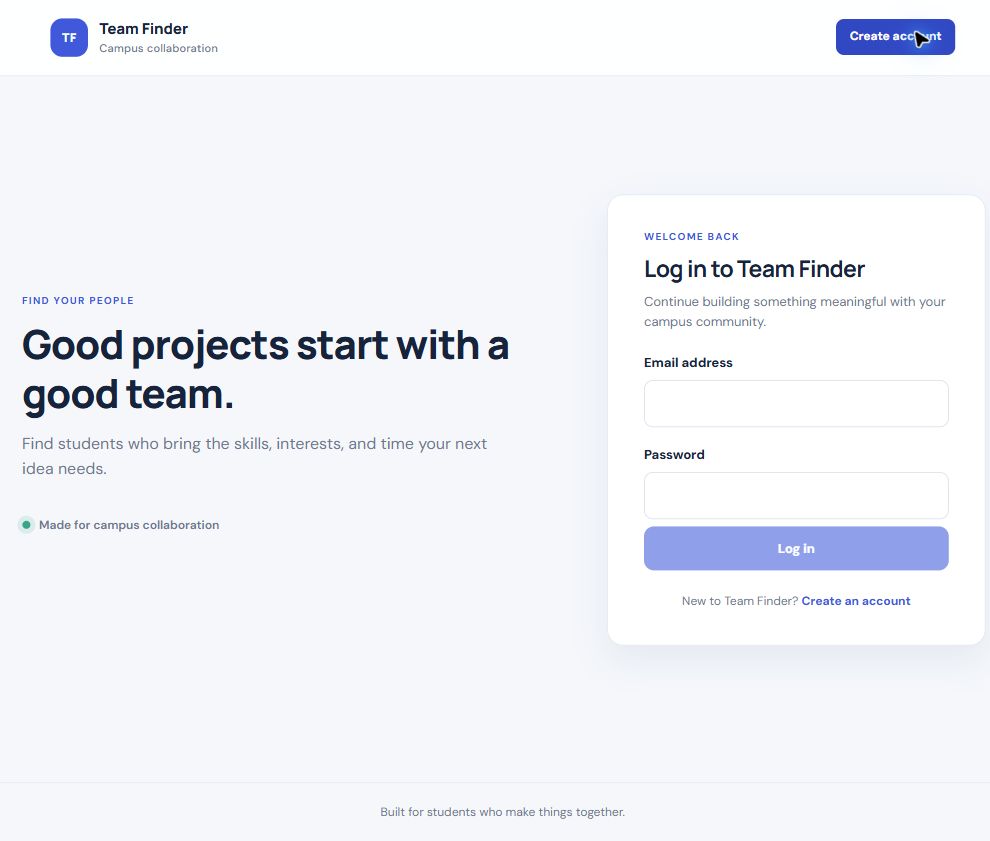 TF
Team Finder
Campus collaboration
Create account
FIND YOUR PEOPLE
Good projects start with a
good team.
Find students who bring the skills, interests, and time your next
idea needs.
Made for campus collaboration
WELCOME BACK
Log in to Team Finder
Continue building something meaningful with your
campus community.
Email address
Password
Log in
New to Team Finder? Create an account
Built for students who make things together.